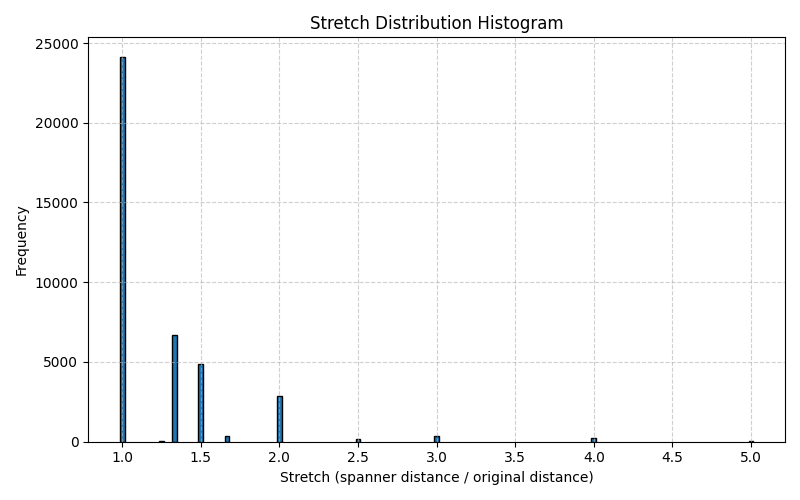 Stretch Distribution Histogram
25000
20000
15000
10000
5000
0
Frequency
1.0 1.5 2.0 2.5 3.0 3.5 4.0 4.5 5.0
Stretch (spanner distance / original distance)